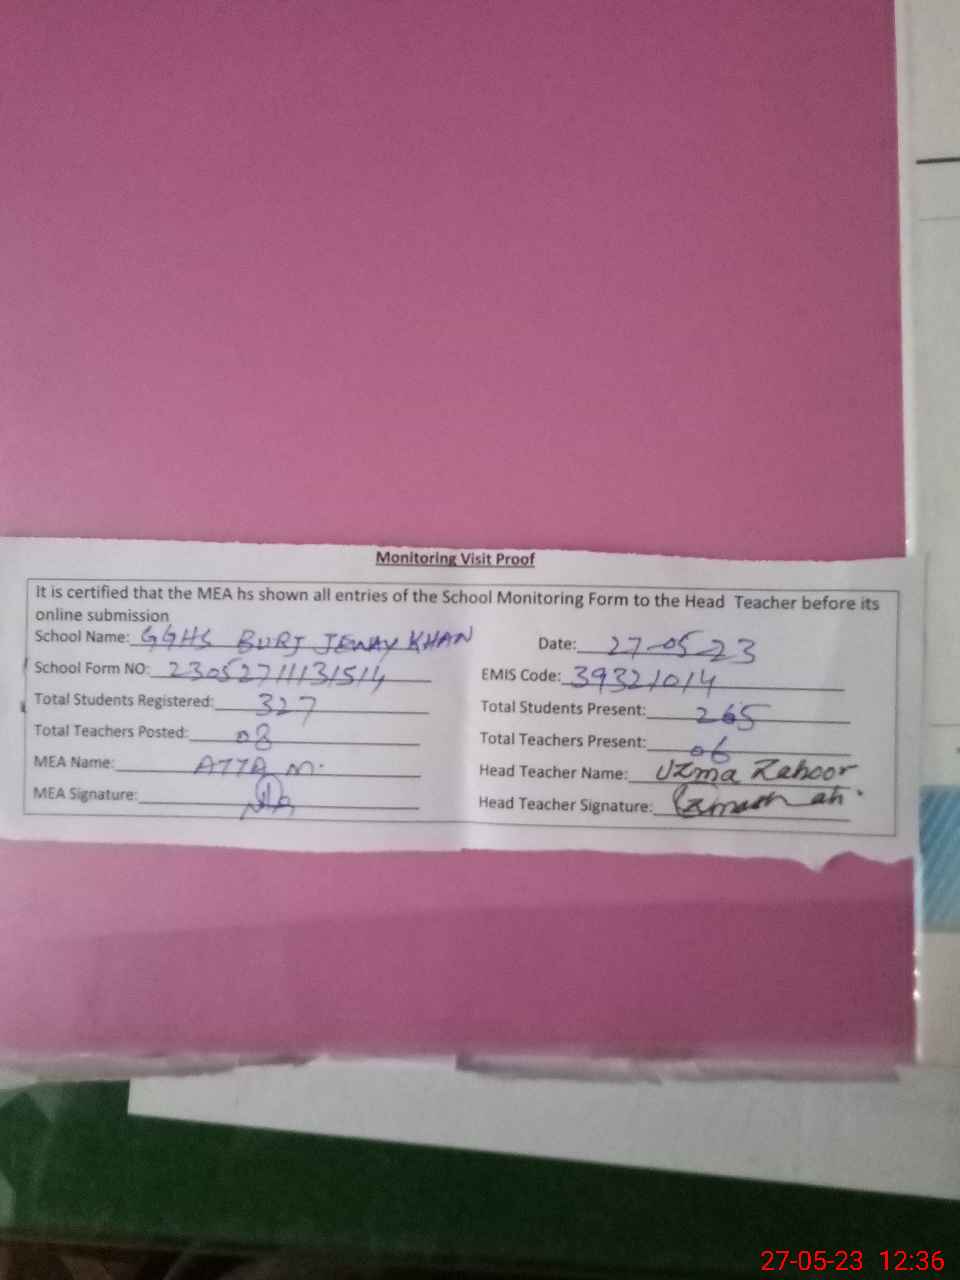 Monitoring Visit Proof
It is certified that the MEA hs shown all entries of the School Monitoring Form to the Head Teacher before its
online submission
School Name: GGHS BURJ JEWAY KHAN Date: 27-05-23
School Form NO: 23052711131514 EMIS Code: 39321014
Total Students Registered: 327 Total Students Present: 265
Total Teachers Posted: 08 Total Teachers Present: 06
MEA Name: ATTA M. Head Teacher Name: Uzma Zahoor
MEA Signature: Head Teacher Signature:
27-05-23 12:36